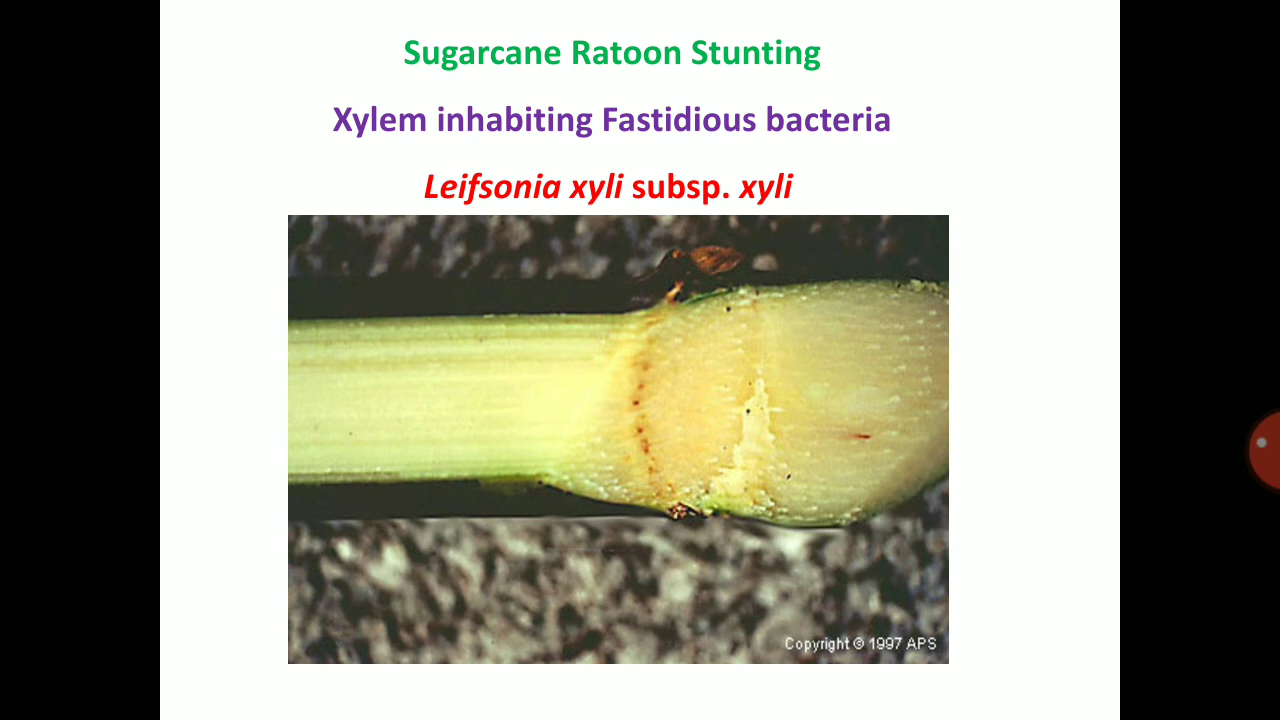 Sugarcane Ratoon Stunting
Xylem inhabiting Fastidious bacteria
Leifsonia xyli subsp. xyli
Copyright © 1997 APS